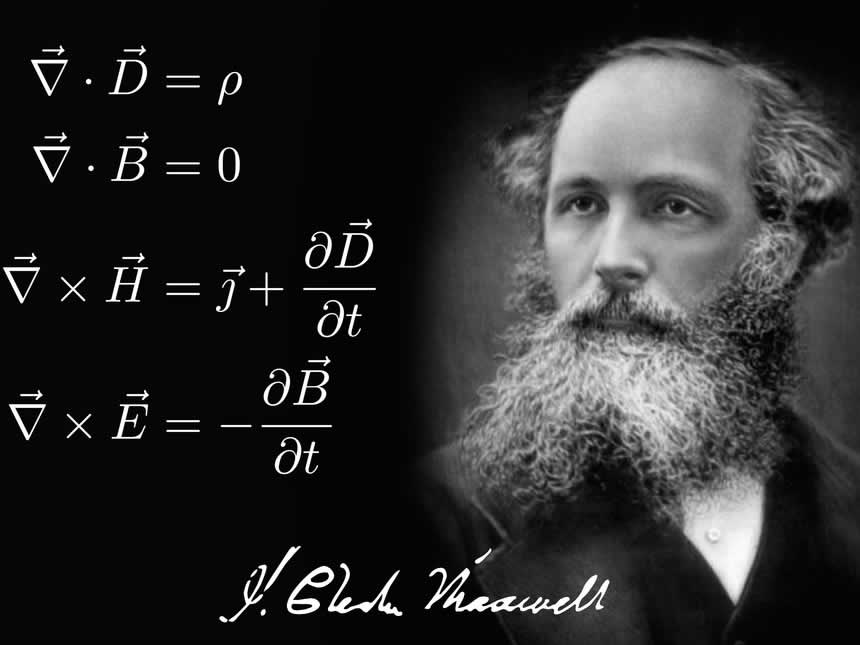 ∇⃗ · D⃗ = ρ
∇⃗ · B⃗ = 0
∇⃗ × H⃗ = ȷ⃗ + ∂D⃗/∂t
∇⃗ × E⃗ = −∂B⃗/∂t
J. Clerk Maxwell